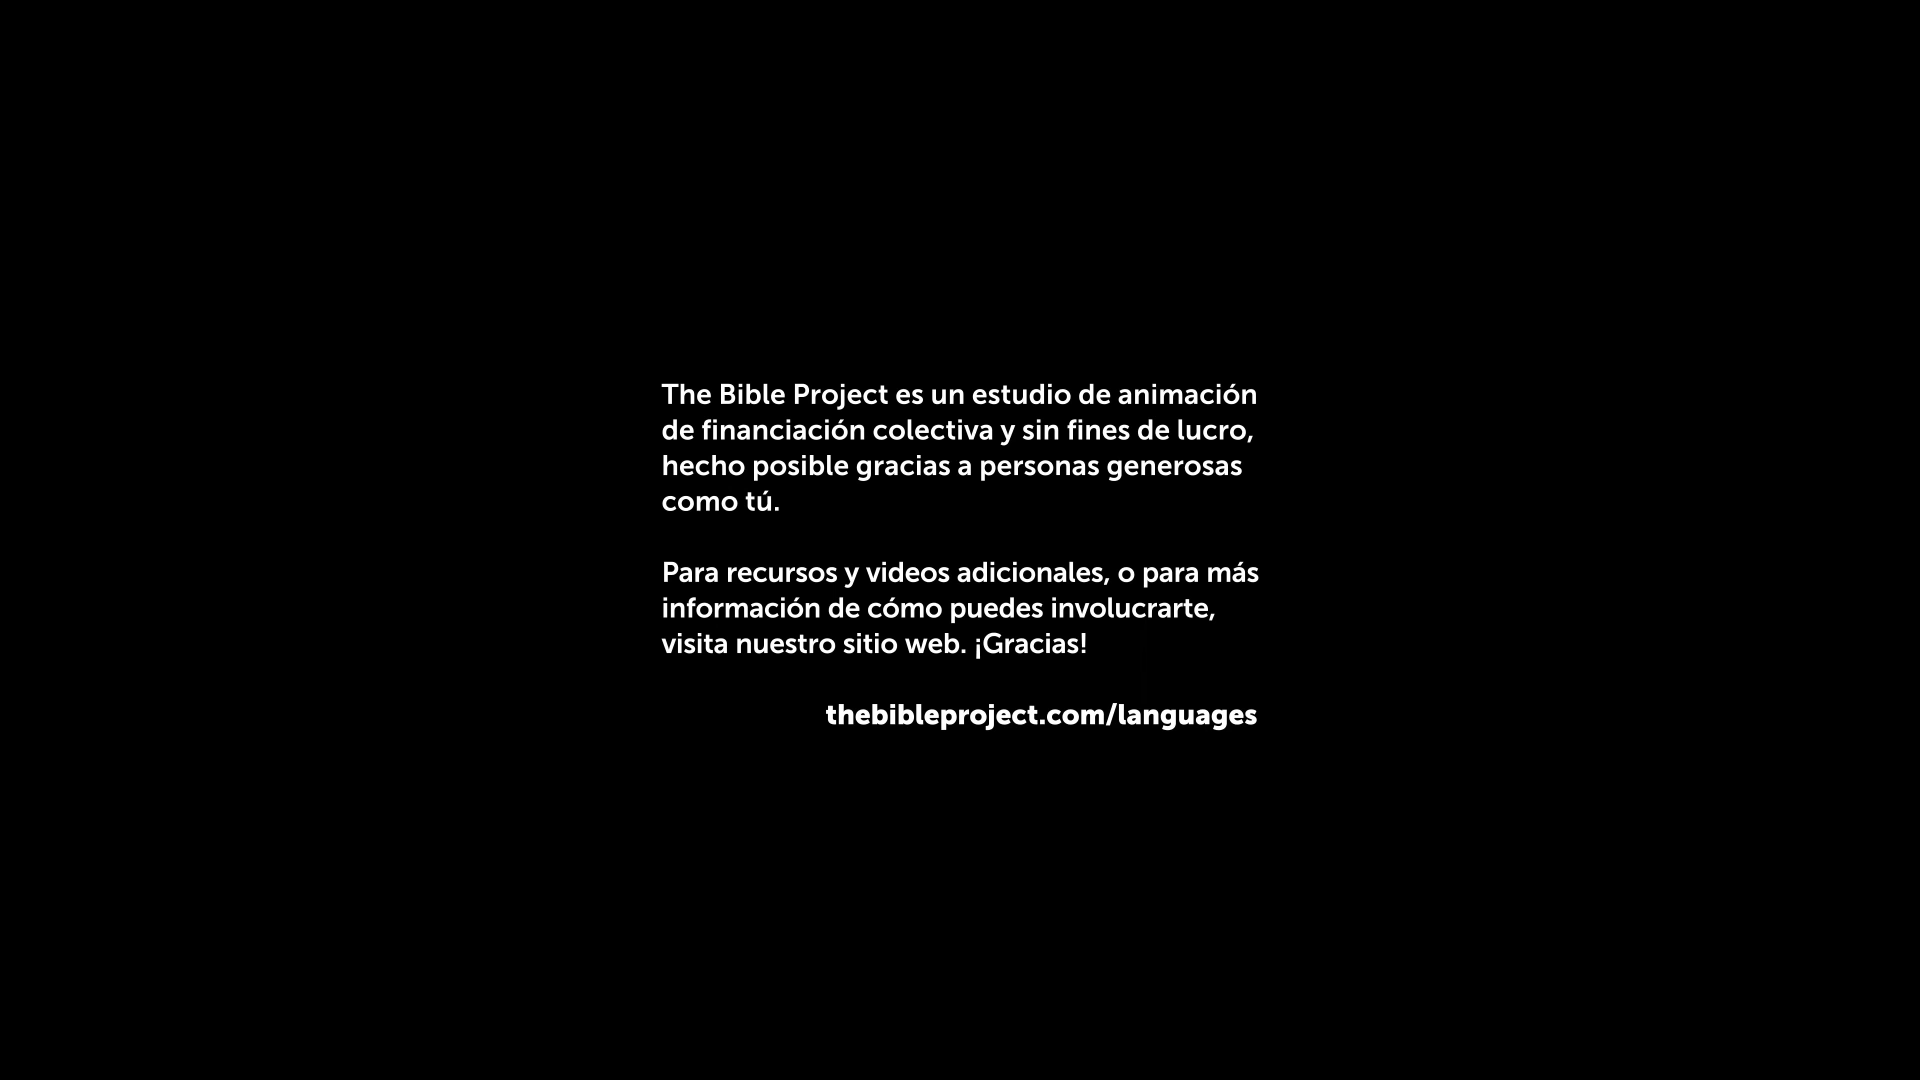 The Bible Project es un estudio de animación
de financiación colectiva y sin fines de lucro,
hecho posible gracias a personas generosas
como tú.
Para recursos y videos adicionales, o para más
información de cómo puedes involucrarte,
visita nuestro sitio web. ¡Gracias!
thebibleproject.com/languages